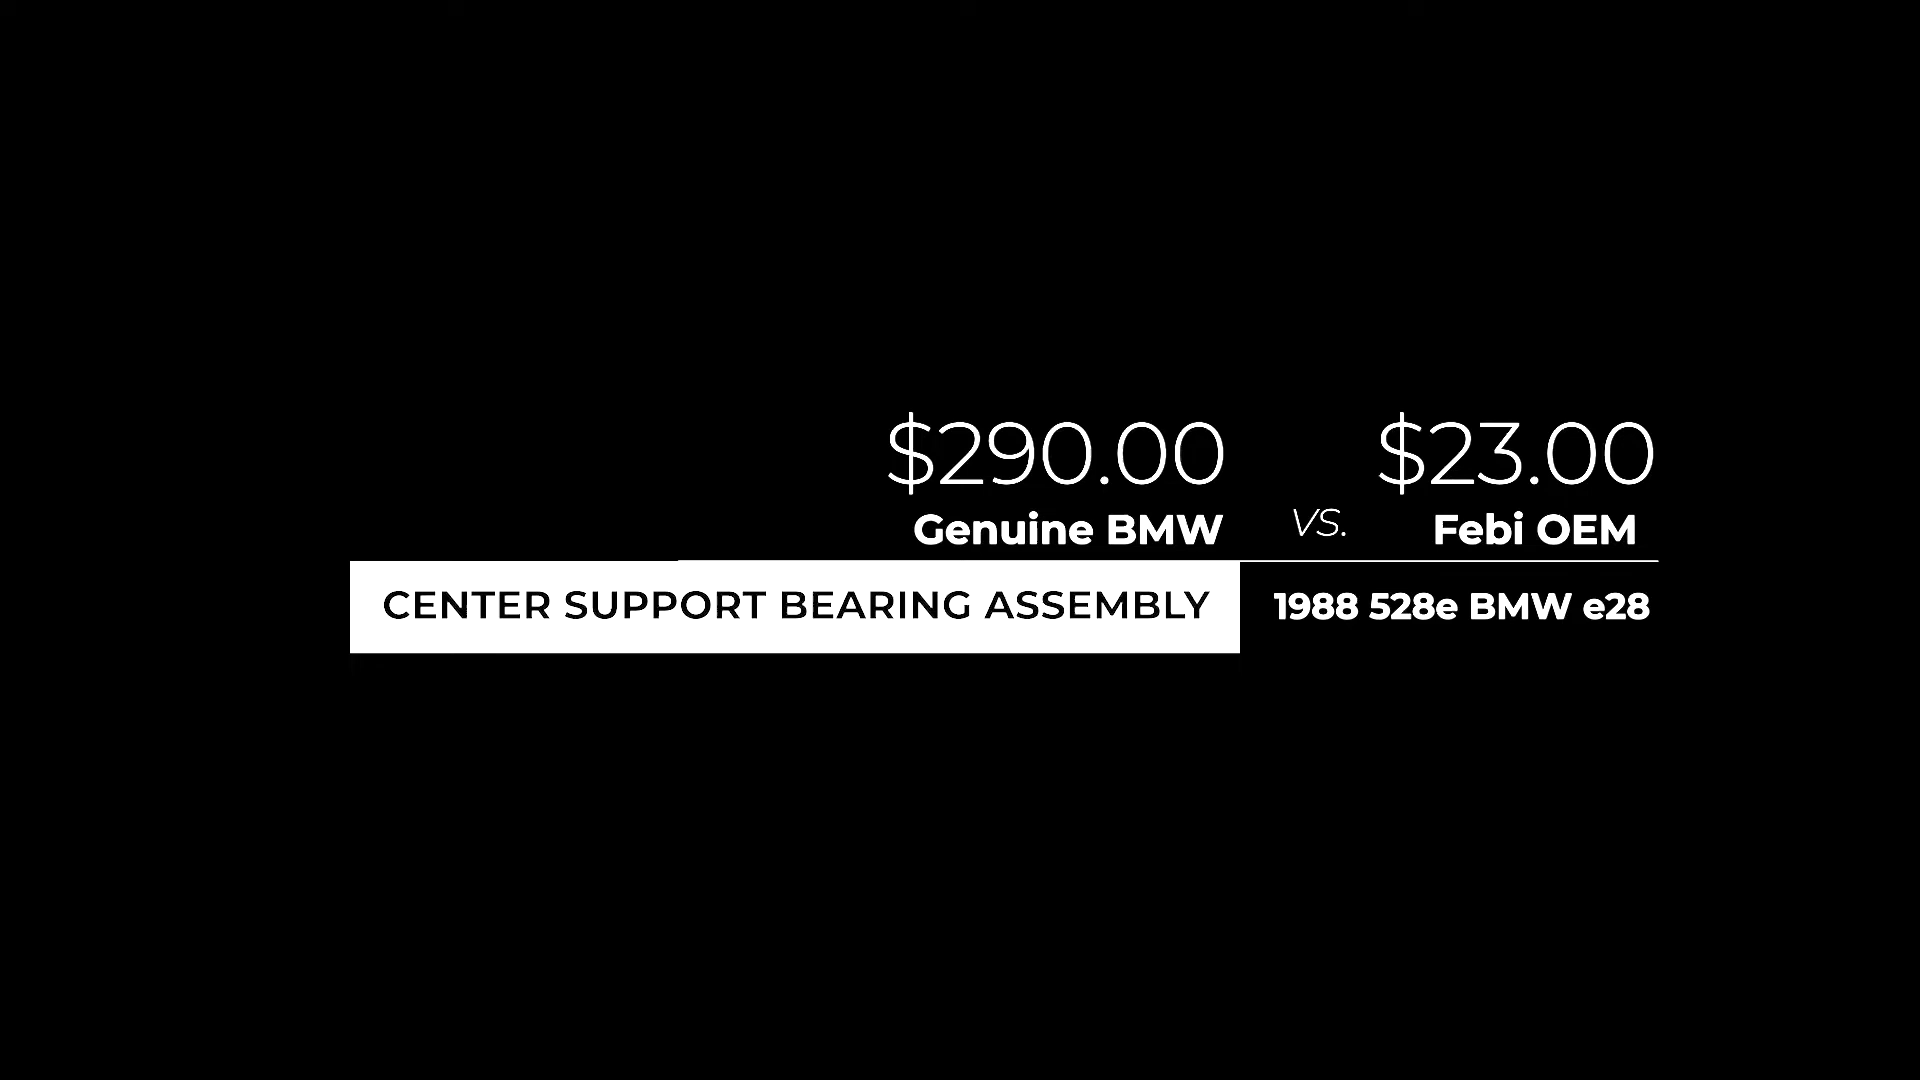 $290.00 $23.00
Genuine BMW VS. Febi OEM
CENTER SUPPORT BEARING ASSEMBLY 1988 528e BMW e28